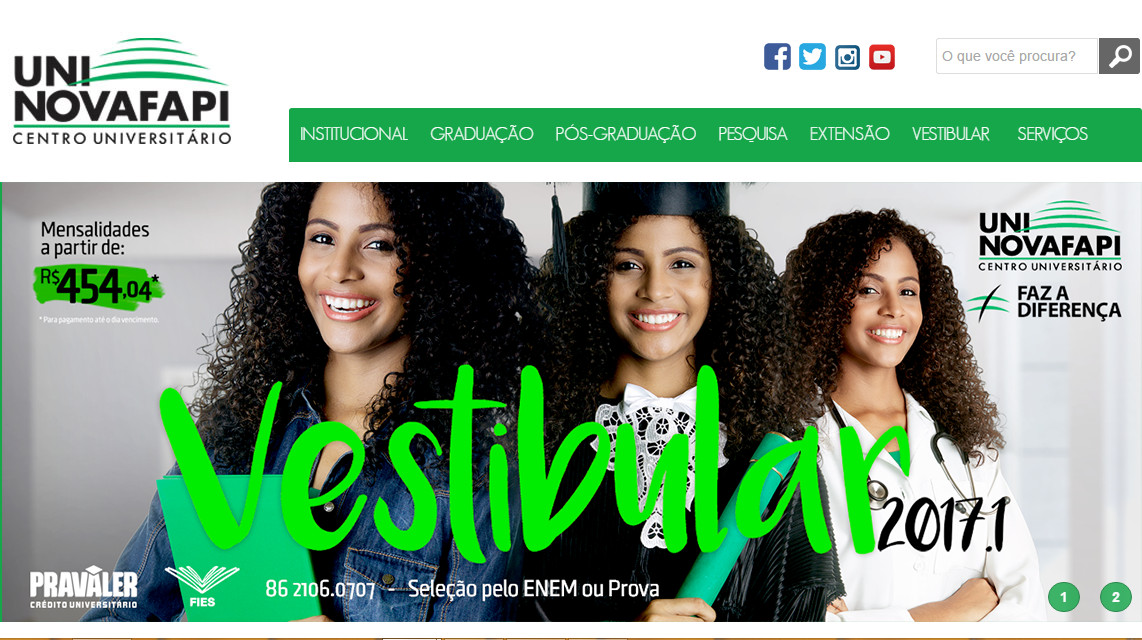 UNI
NOVAFAPI
CENTRO UNIVERSITÁRIO
O que você procura?
INSTITUCIONAL GRADUAÇÃO PÓS-GRADUAÇÃO PESQUISA EXTENSÃO VESTIBULAR SERVIÇOS
Mensalidades
a partir de:
R$454,04*
* Para pagamento até o dia vencimento.
UNI
NOVAFAPI
CENTRO UNIVERSITÁRIO
FAZ A
DIFERENÇA
Vestibular
2017.1
PRAVALER
CRÉDITO UNIVERSITÁRIO
FIES
86 2106.0707 - Seleção pelo ENEM ou Prova
1 2